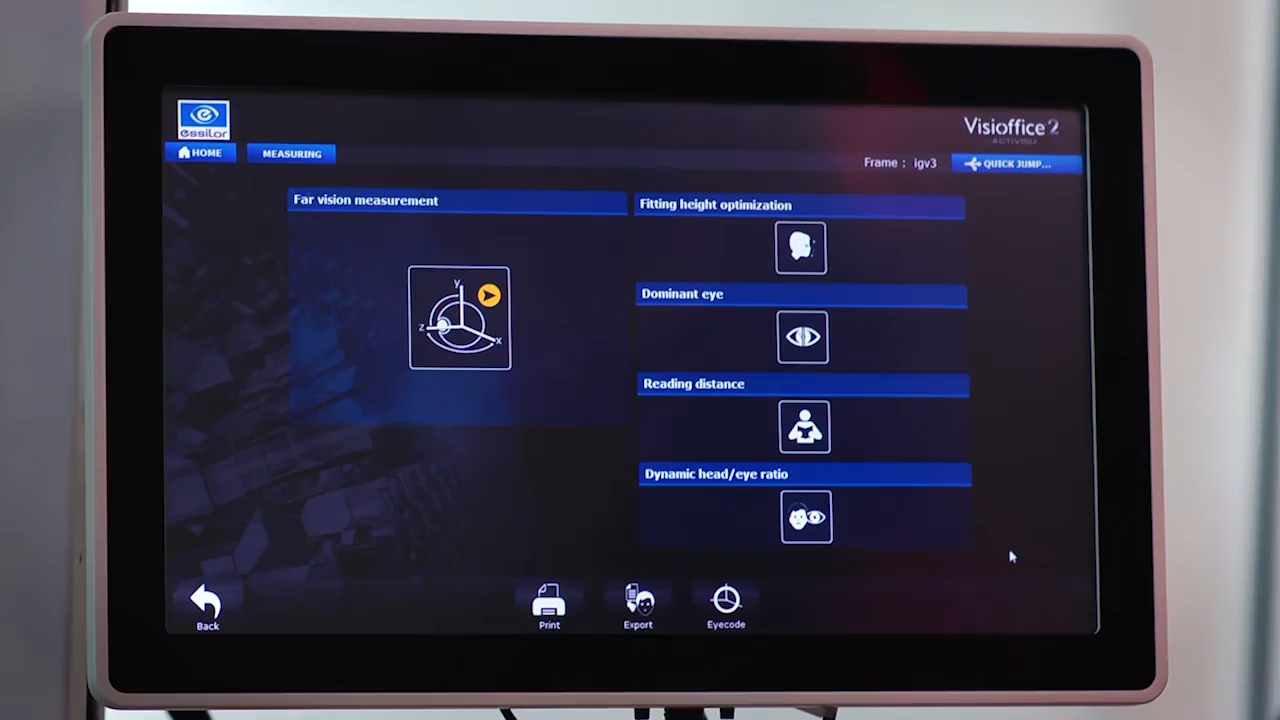 essilor
Visioffice 2
ACTIVISU
HOME
MEASURING
Frame : igv3
QUICK JUMP...
Far vision measurement
Fitting height optimization
y
z
x
Dominant eye
Reading distance
Dynamic head/eye ratio
Back
Print
Export
Eyecode